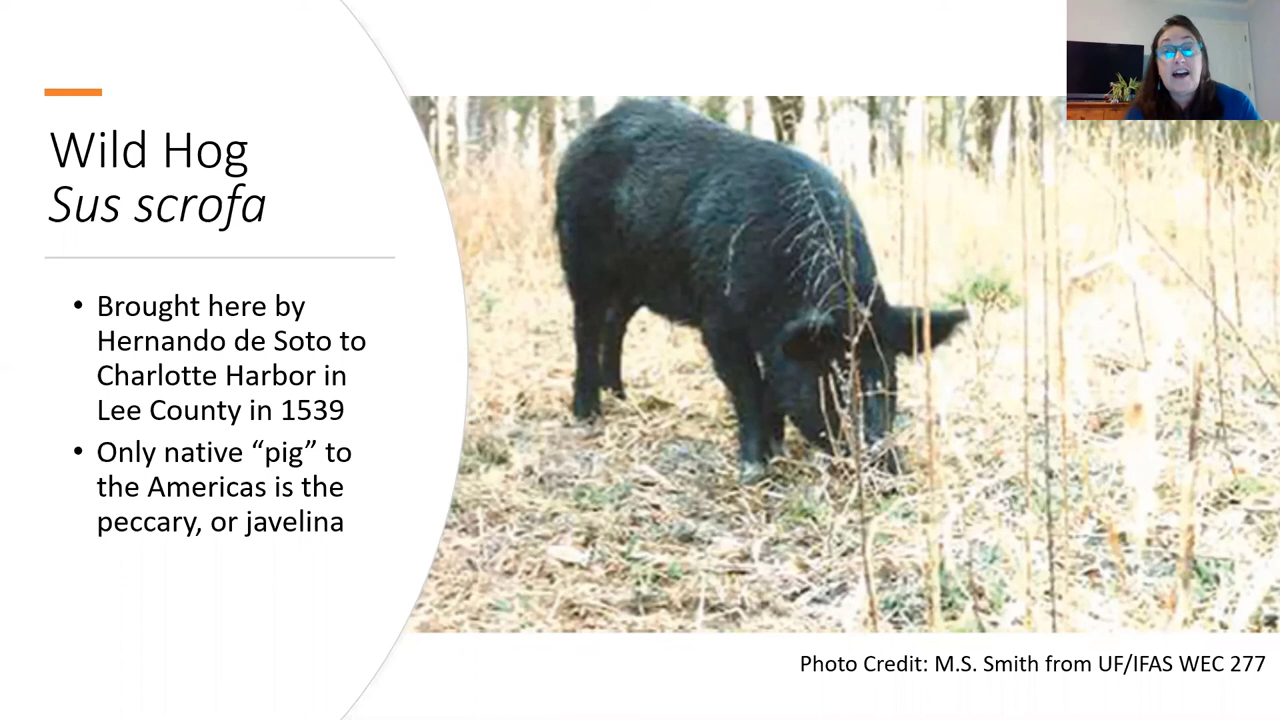 Wild Hog
Sus scrofa
• Brought here by
Hernando de Soto to
Charlotte Harbor in
Lee County in 1539
• Only native “pig” to
the Americas is the
peccary, or javelina
Photo Credit: M.S. Smith from UF/IFAS WEC 277